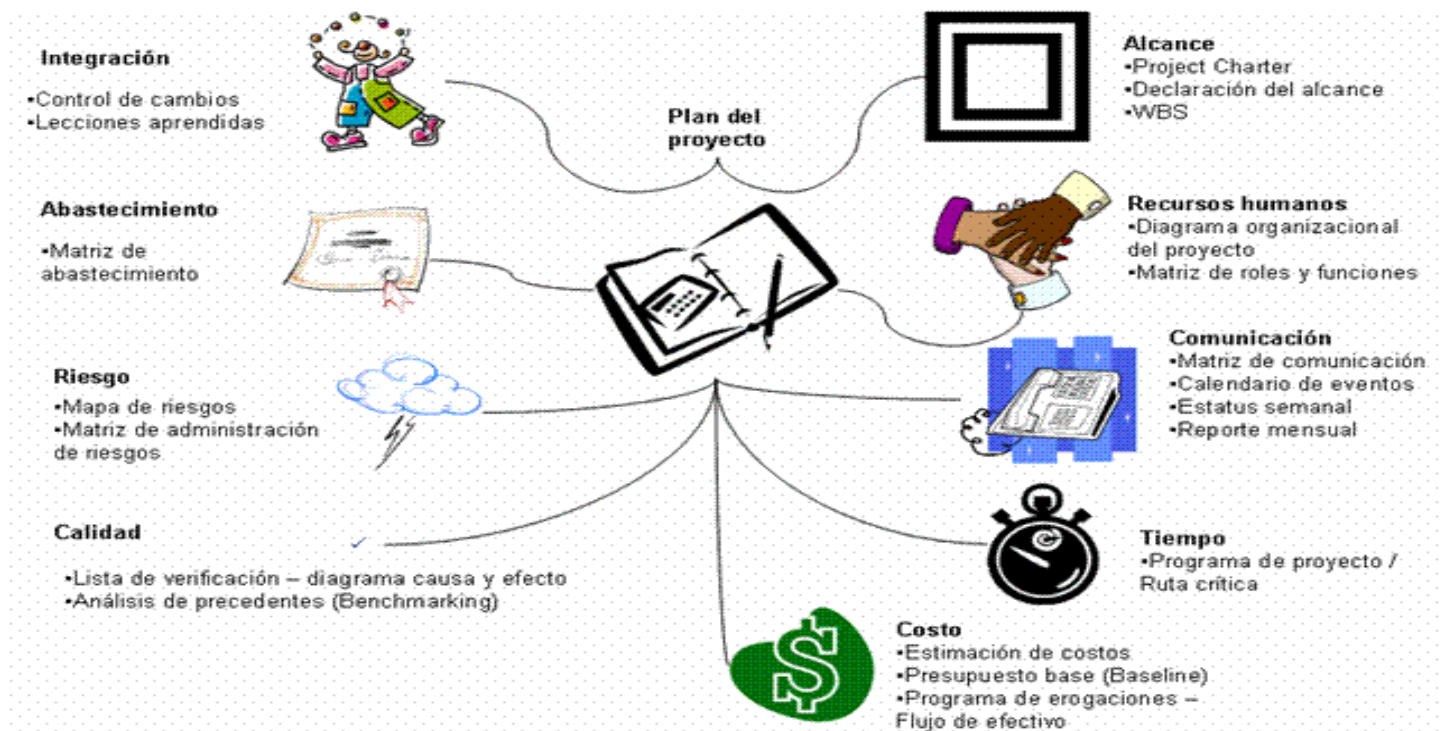 Integración
•Control de cambios
•Lecciones aprendidas
Plan del
proyecto
Alcance
•Project Charter
•Declaración del alcance
•WBS
Abastecimiento
•Matriz de
abastecimiento
Recursos humanos
•Diagrama organizacional
del proyecto
•Matriz de roles y funciones
Riesgo
•Mapa de riesgos
•Matriz de administración
de riesgos
Comunicación
•Matriz de comunicación
•Calendario de eventos
•Estatus semanal
•Reporte mensual
Calidad
•Lista de verificación – diagrama causa y efecto
•Análisis de precedentes (Benchmarking)
Tiempo
•Programa de proyecto /
Ruta crítica
$
Costo
•Estimación de costos
•Presupuesto base (Baseline)
•Programa de erogaciones –
Flujo de efectivo